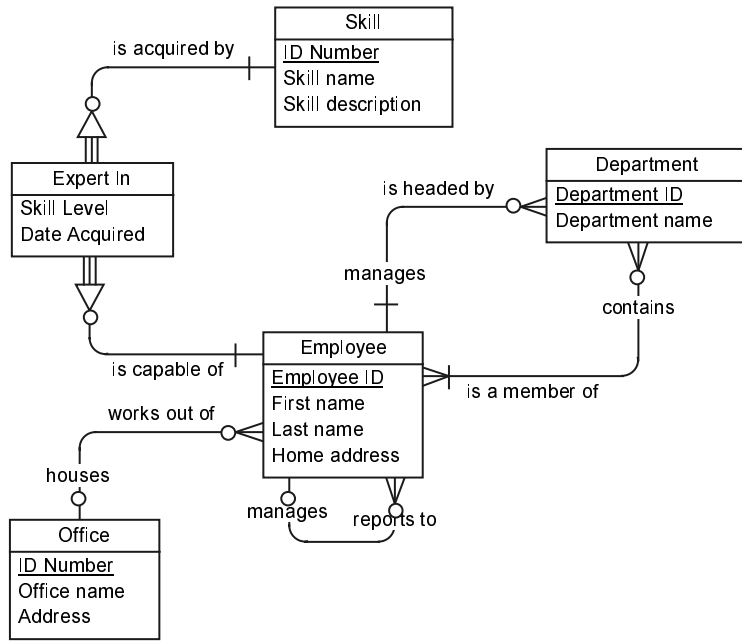 Skill
ID Number
Skill name
Skill description
is acquired by
Expert In
Skill Level
Date Acquired
Department
Department ID
Department name
is headed by
manages
contains
is a member of
Employee
Employee ID
First name
Last name
Home address
is capable of
works out of
houses
manages
reports to
Office
ID Number
Office name
Address